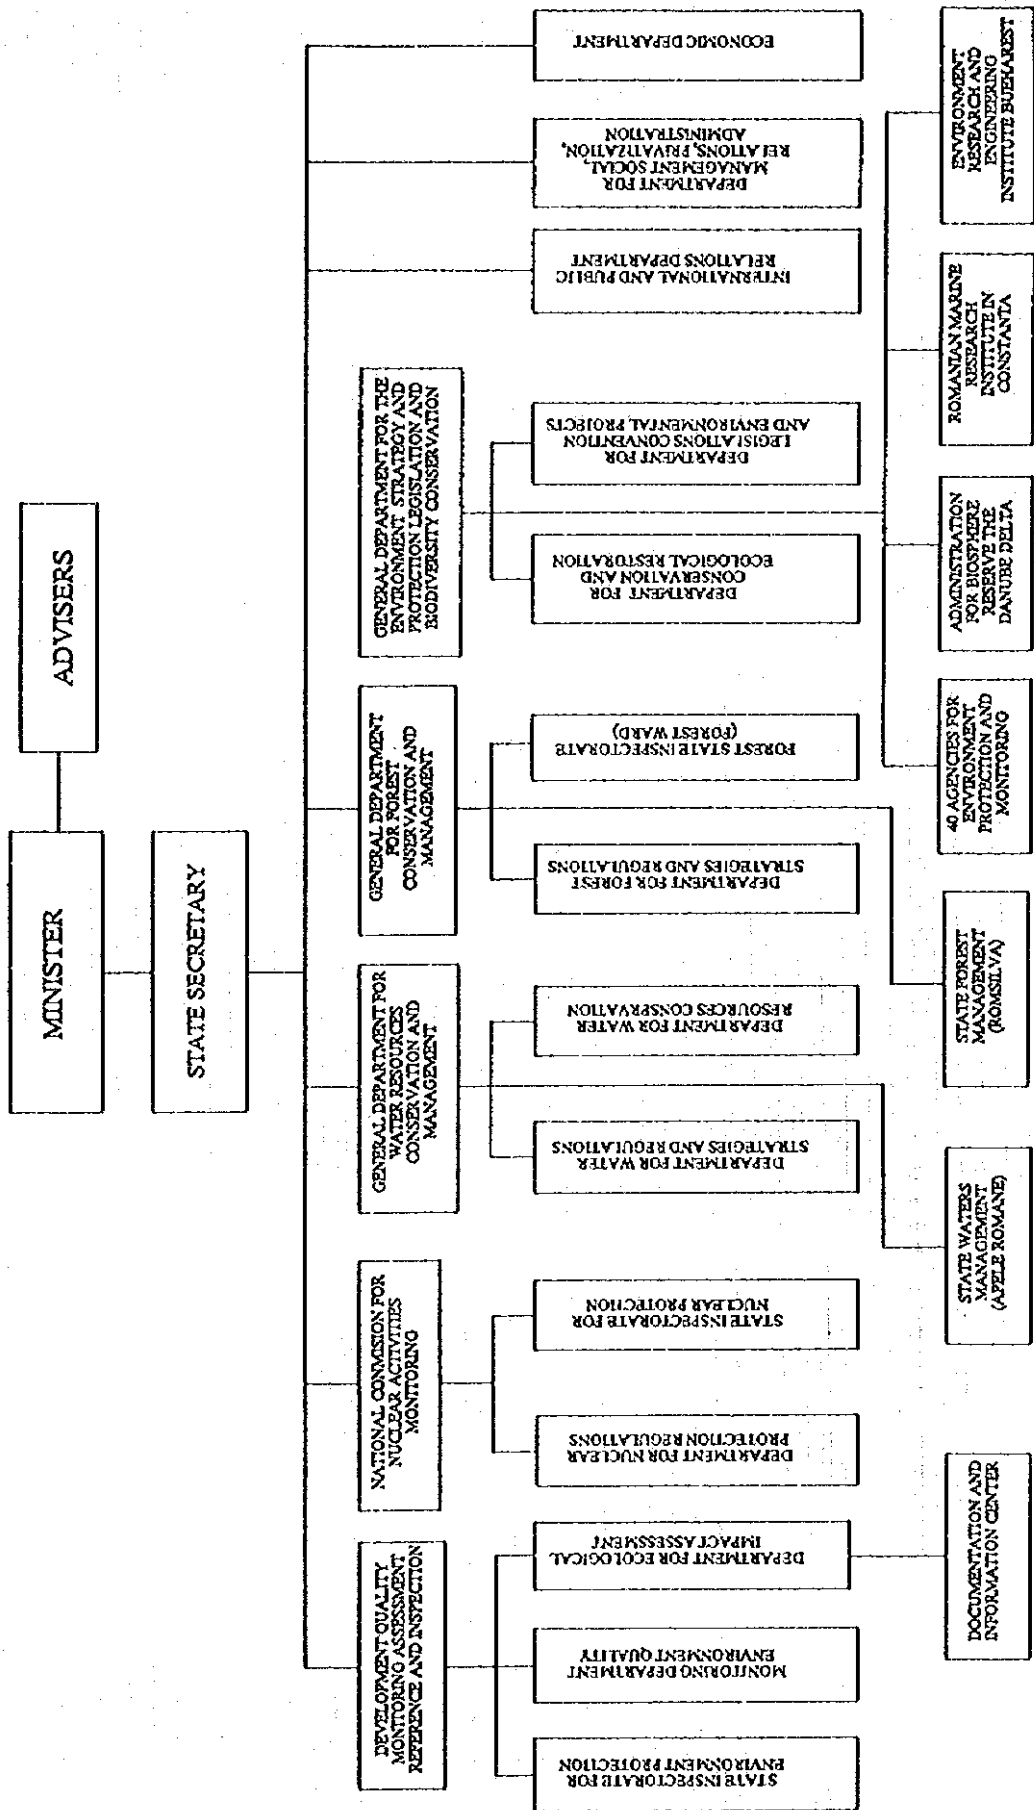 MINISTER
ADVISERS
STATE SECRETARY
DEVELOPMENT QUALITY
MONITORING ASSESSMENT
REFERENCE AND INSPECTION
NATIONAL CONMISION FOR
NUCLEAR ACTIVITIES
MONITORING
GENERAL DEPARTMENT FOR
WATER RESOURCES
CONSERVATION AND
MANAGEMENT
GENERAL DEPARTMENT
FOR FOREST
CONSERVATION AND
MANAGEMENT
GENERAL DEPARTMENT FOR THE
ENVIRONMENT STRATEGY AND
PROTECTION LEGISLATION AND
BIODIVERSITY CONSERVATION
STATE INSPECTORATE FOR
ENVIRONMENT PROTECTION
MONITORING DEPARTMENT
ENVIRONMENT QUALITY
DEPARTMENT FOR ECOLOGICAL
IMPACT ASSESSMENT
DEPARTMENT FOR NUCLEAR
PROTECTION REGULATIONS
STATE INSPECTORATE FOR
NUCLEAR PROTECTION
DEPARTMENT FOR WATER
STRATEGIES AND REGULATIONS
DEPARTMENT FOR WATER
RESOURCES CONSERVATION
DEPARTMENT FOR FOREST
STRATEGIES AND REGULATIONS
FOREST STATE INSPECTORATE
(FOREST WARD)
DEPARTMENT FOR
CONSERVATION AND
ECOLOGICAL RESTORATION
DEPARTMENT FOR
LEGISLATIONS CONVENTION
AND ENVIRONMENTAL PROJECTS
INTERNATIONAL AND PUBLIC
RELATIONS DEPARTMENT
DEPARTMENT FOR
MANAGEMENT SOCIAL,
RELATIONS, PRIVATIZATION,
ADMINISTRATION
ECONOMIC DEPARTMENT
DOCUMENTATION AND
INFORMATION CENTER
STATE WATERS
MANAGEMENT
(APELE ROMANE)
STATE FOREST
MANAGEMENT
(ROMSILVA)
40 AGENCIES FOR
ENVIRONMENT
PROTECTION AND
MONITORING
ADMINISTRATION
FOR BIOSPHERE
RESERVE THE
DANUBE DELTA
ROMANIAN MARINE
RESEARCH
INSTITUTE IN
CONSTANTA
ENVIRONMENT
RESEARCH AND
ENGINEERING
INSTITUTE BUEHAREST